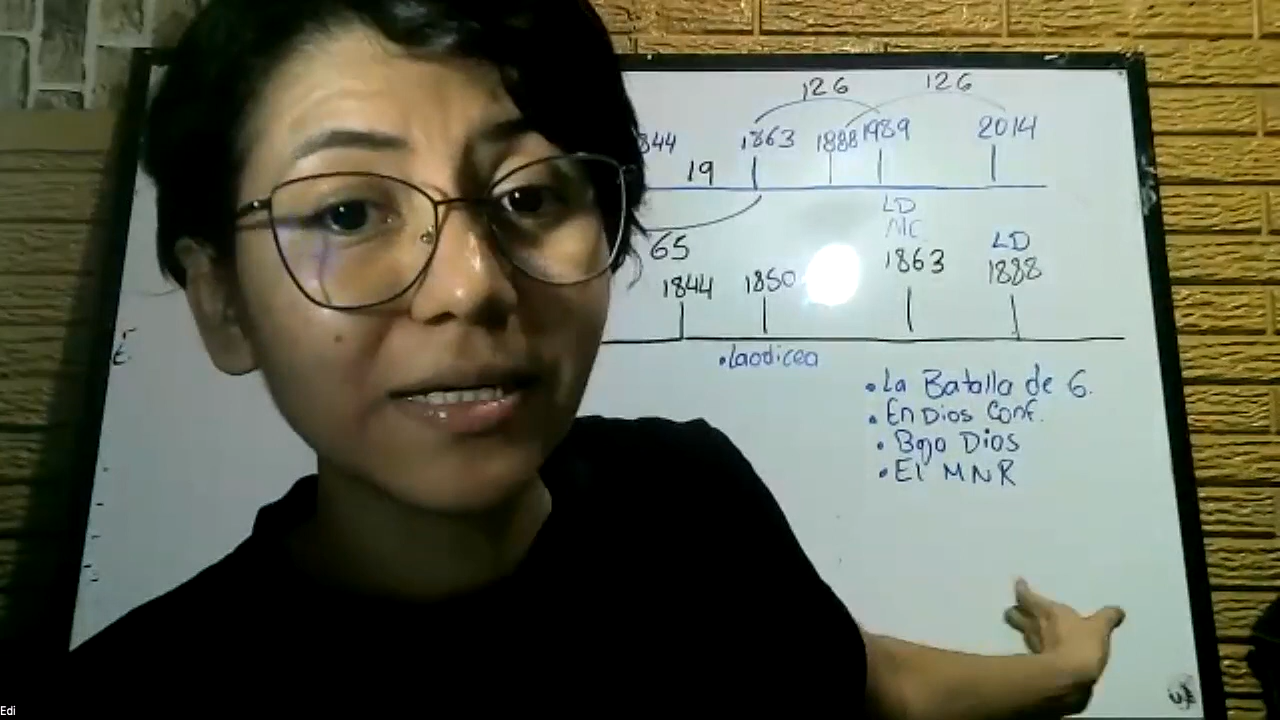 126 126
844 19 1863 1888 1989 2014
65
LD
MC
1863
LD
1888
1844 1850
• Laodicea
• La Batalla de G.
• En Dios Conf.
• Bajo Dios
• El MNR
Edi